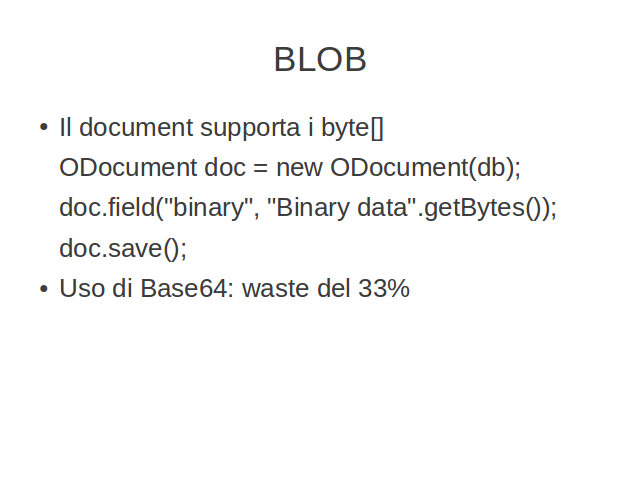 BLOB
• Il document supporta i byte[]
ODocument doc = new ODocument(db);
doc.field("binary", "Binary data".getBytes());
doc.save();
• Uso di Base64: waste del 33%